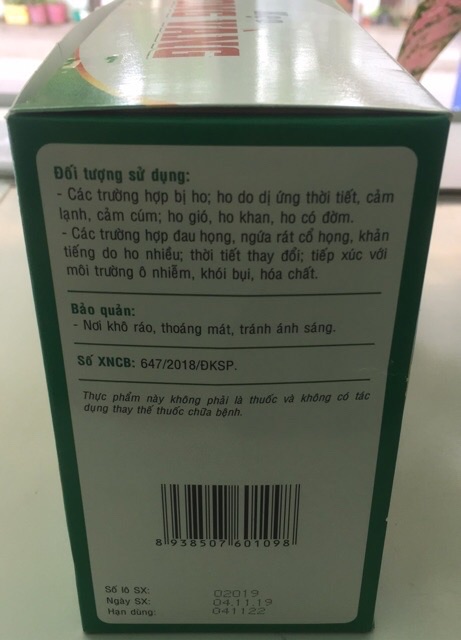 Đối tượng sử dụng:
- Các trường hợp bị ho; ho do dị ứng thời tiết, cảm
lạnh, cảm cúm; ho gió, ho khan, ho có đờm.
- Các trường hợp đau họng, ngứa rát cổ họng, khản
tiếng do ho nhiều; thời tiết thay đổi; tiếp xúc với
môi trường ô nhiễm, khói bụi, hóa chất.
Bảo quản:
- Nơi khô ráo, thoáng mát, tránh ánh sáng.
Số XNCB: 647/2018/ĐKSP.
Thực phẩm này không phải là thuốc và không có tác
dụng thay thế thuốc chữa bệnh.
8 938507 601098
Số lô SX: 02019
Ngày SX: 04.11.19
Hạn dùng: 041122